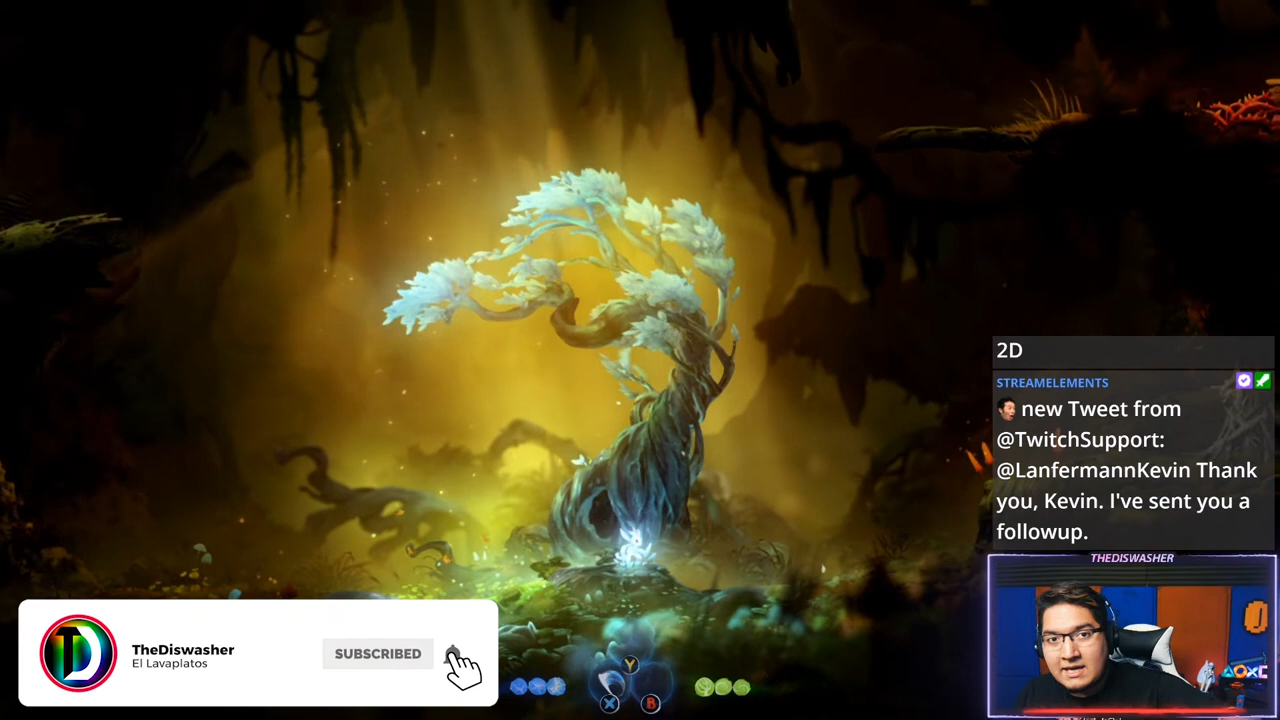 2D
STREAMELEMENTS
new Tweet from
@TwitchSupport:
@LanfermannKevin Thank
you, Kevin. I've sent you a
followup.
THEDISWASHER
TheDiswasher
El Lavaplatos
SUBSCRIBED
Y
X
B